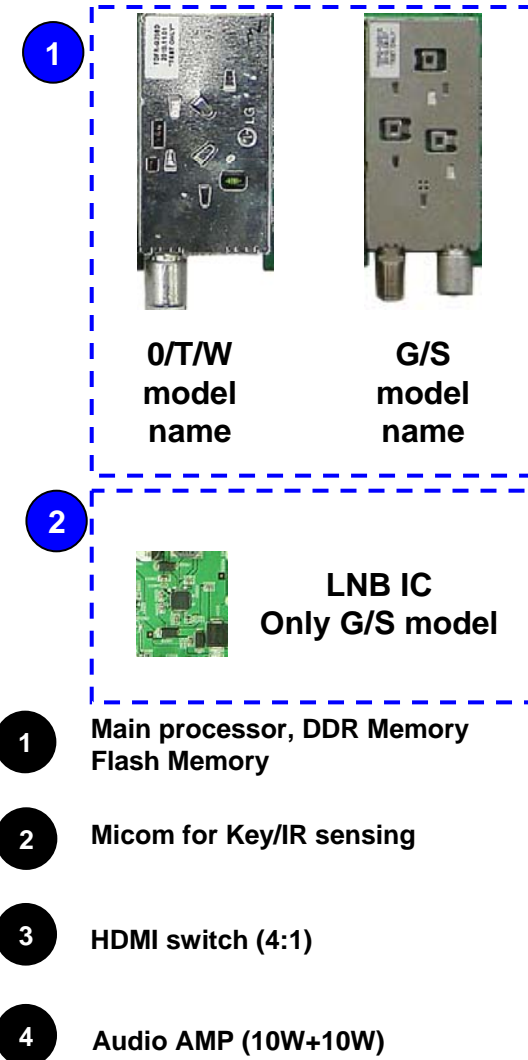 1
0/T/W
model
name
G/S
model
name
2
LNB IC
Only G/S model
1
Main processor, DDR Memory
Flash Memory
2
Micom for Key/IR sensing
3
HDMI switch (4:1)
4
Audio AMP (10W+10W)
LG